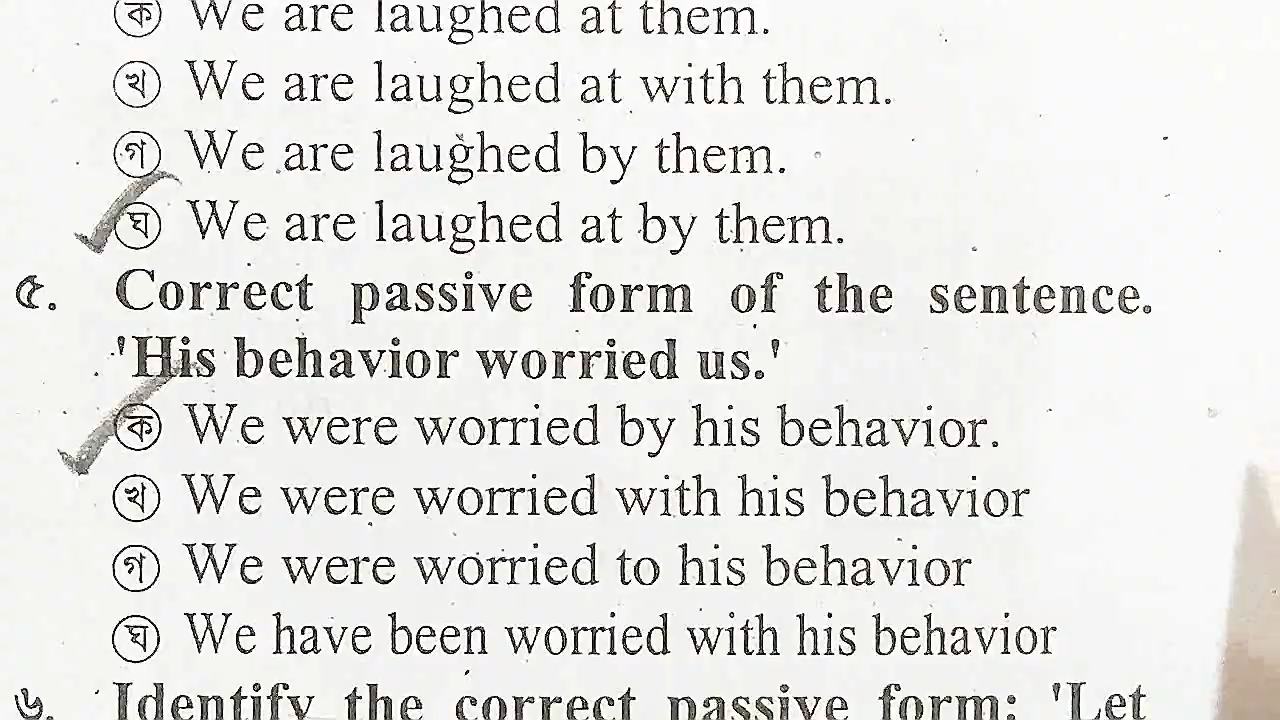 ক We are laughed at them.
খ We are laughed at with them.
গ We are laughed by them.
ঘ We are laughed at by them.
৫. Correct passive form of the sentence.
'His behavior worried us.'
ক We were worried by his behavior.
খ We were worried with his behavior
গ We were worried to his behavior
ঘ We have been worried with his behavior
৬. Identify the correct passive form: 'Let